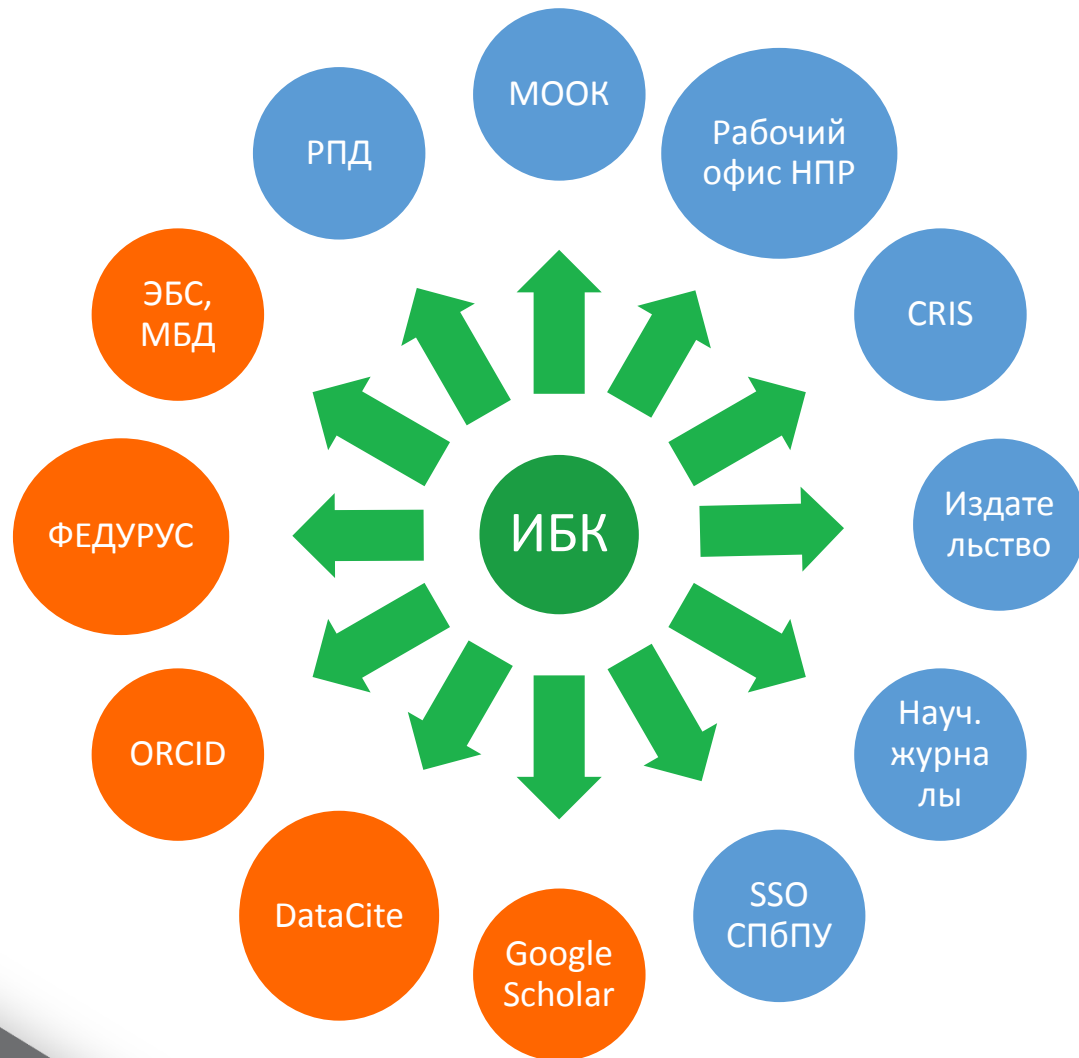 МООК
Рабочий
офис НПР
РПД
ЭБС,
МБД
CRIS
ИБК
Издате
льство
ФЕДУРУС
ORCID
Науч.
журна
лы
DataCite
SSO
СПбПУ
Google
Scholar